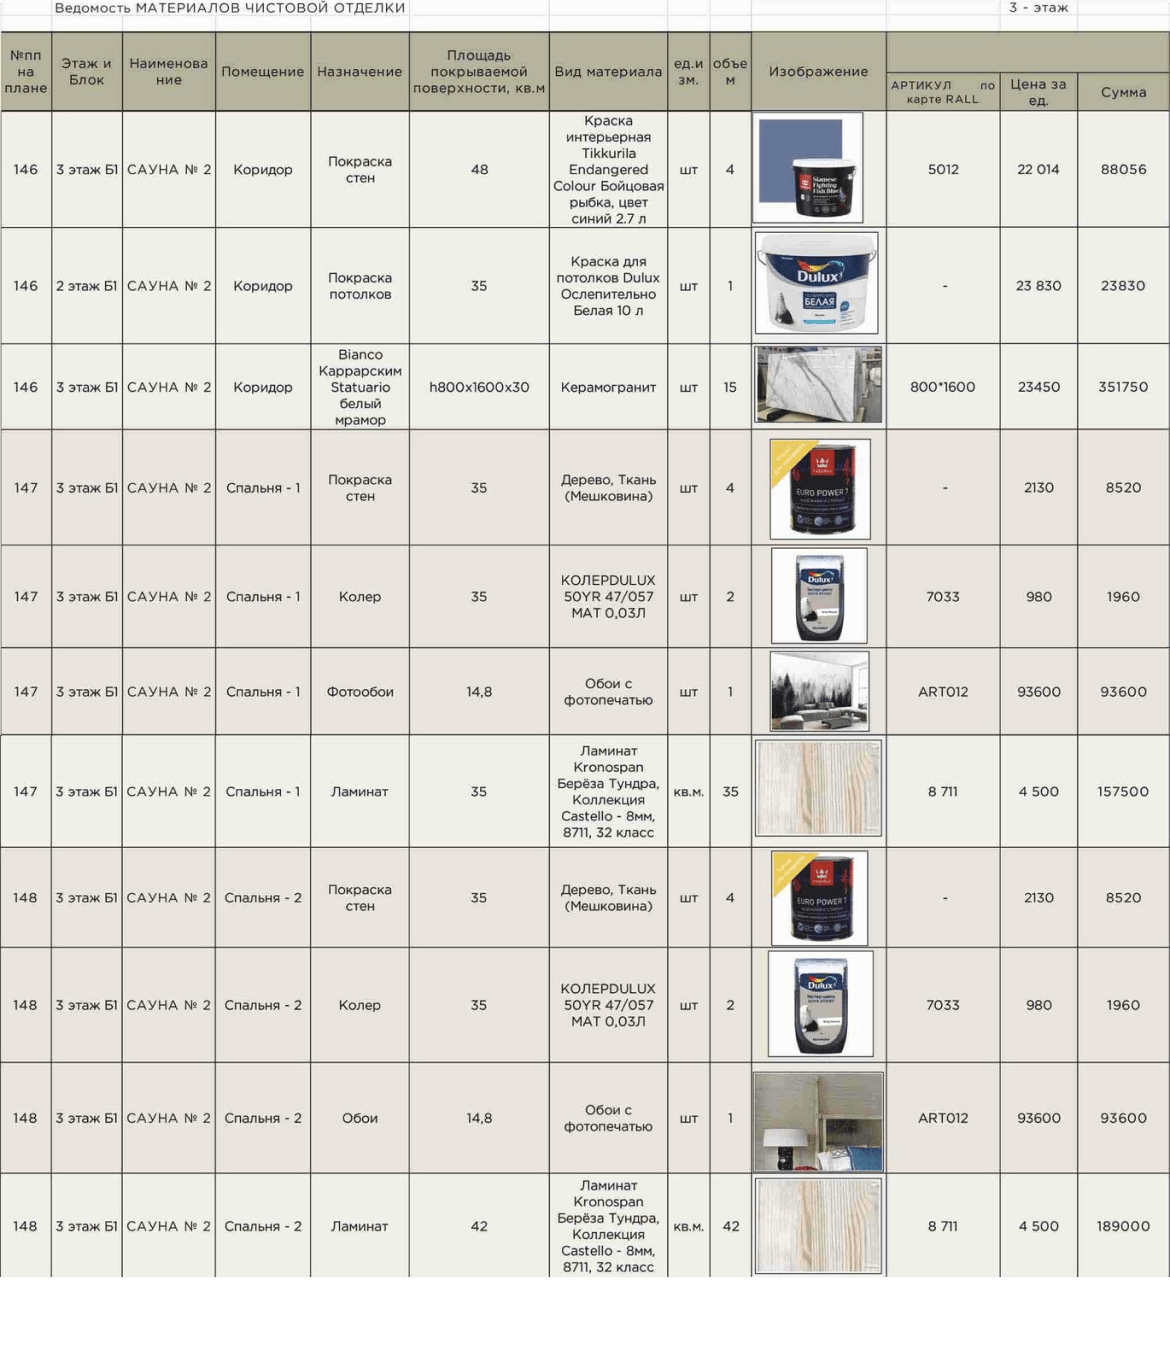 Ведомость МАТЕРИАЛОВ ЧИСТОВОЙ ОТДЕЛКИ 3 - этаж
№пп на плане Этаж и Блок Наименова ние Помещение Назначение Площадь покрываемой поверхности, кв.м Вид материала ед.и зм. объе м Изображение АРТИКУЛ по карте RALL Цена за ед. Сумма
146 3 этаж Б1 САУНА № 2 Коридор Покраска стен 48 Краска интерьерная Tikkurila Endangered Colour Бойцовая рыбка, цвет синий 2.7 л шт 4 Siamese Fighting Fish Blue 5012 22 014 88056
146 2 этаж Б1 САУНА № 2 Коридор Покраска потолков 35 Краска для потолков Dulux Ослепительно Белая 10 л шт 1 Dulux БЕЛАЯ - 23 830 23830
146 3 этаж Б1 САУНА № 2 Коридор Bianco Каррарским Statuario белый мрамор h800x1600x30 Керамогранит шт 15 800*1600 23450 351750
147 3 этаж Б1 САУНА № 2 Спальня - 1 Покраска стен 35 Дерево, Ткань (Мешковина) шт 4 EURO POWER 7 - 2130 8520
147 3 этаж Б1 САУНА № 2 Спальня - 1 Колер 35 КОЛЕРDULUX 50YR 47/057 МАТ 0,03Л шт 2 Dulux 7033 980 1960
147 3 этаж Б1 САУНА № 2 Спальня - 1 Фотообои 14,8 Обои с фотопечатью шт 1 ART012 93600 93600
147 3 этаж Б1 САУНА № 2 Спальня - 1 Ламинат 35 Ламинат Kronospan Берёза Тундра, Коллекция Castello - 8мм, 8711, 32 класс кв.м. 35 8 711 4 500 157500
148 3 этаж Б1 САУНА № 2 Спальня - 2 Покраска стен 35 Дерево, Ткань (Мешковина) шт 4 EURO POWER 7 - 2130 8520
148 3 этаж Б1 САУНА № 2 Спальня - 2 Колер 35 КОЛЕРDULUX 50YR 47/057 МАТ 0,03Л шт 2 Dulux 7033 980 1960
148 3 этаж Б1 САУНА № 2 Спальня - 2 Обои 14,8 Обои с фотопечатью шт 1 ART012 93600 93600
148 3 этаж Б1 САУНА № 2 Спальня - 2 Ламинат 42 Ламинат Kronospan Берёза Тундра, Коллекция Castello - 8мм, 8711, 32 класс кв.м. 42 8 711 4 500 189000